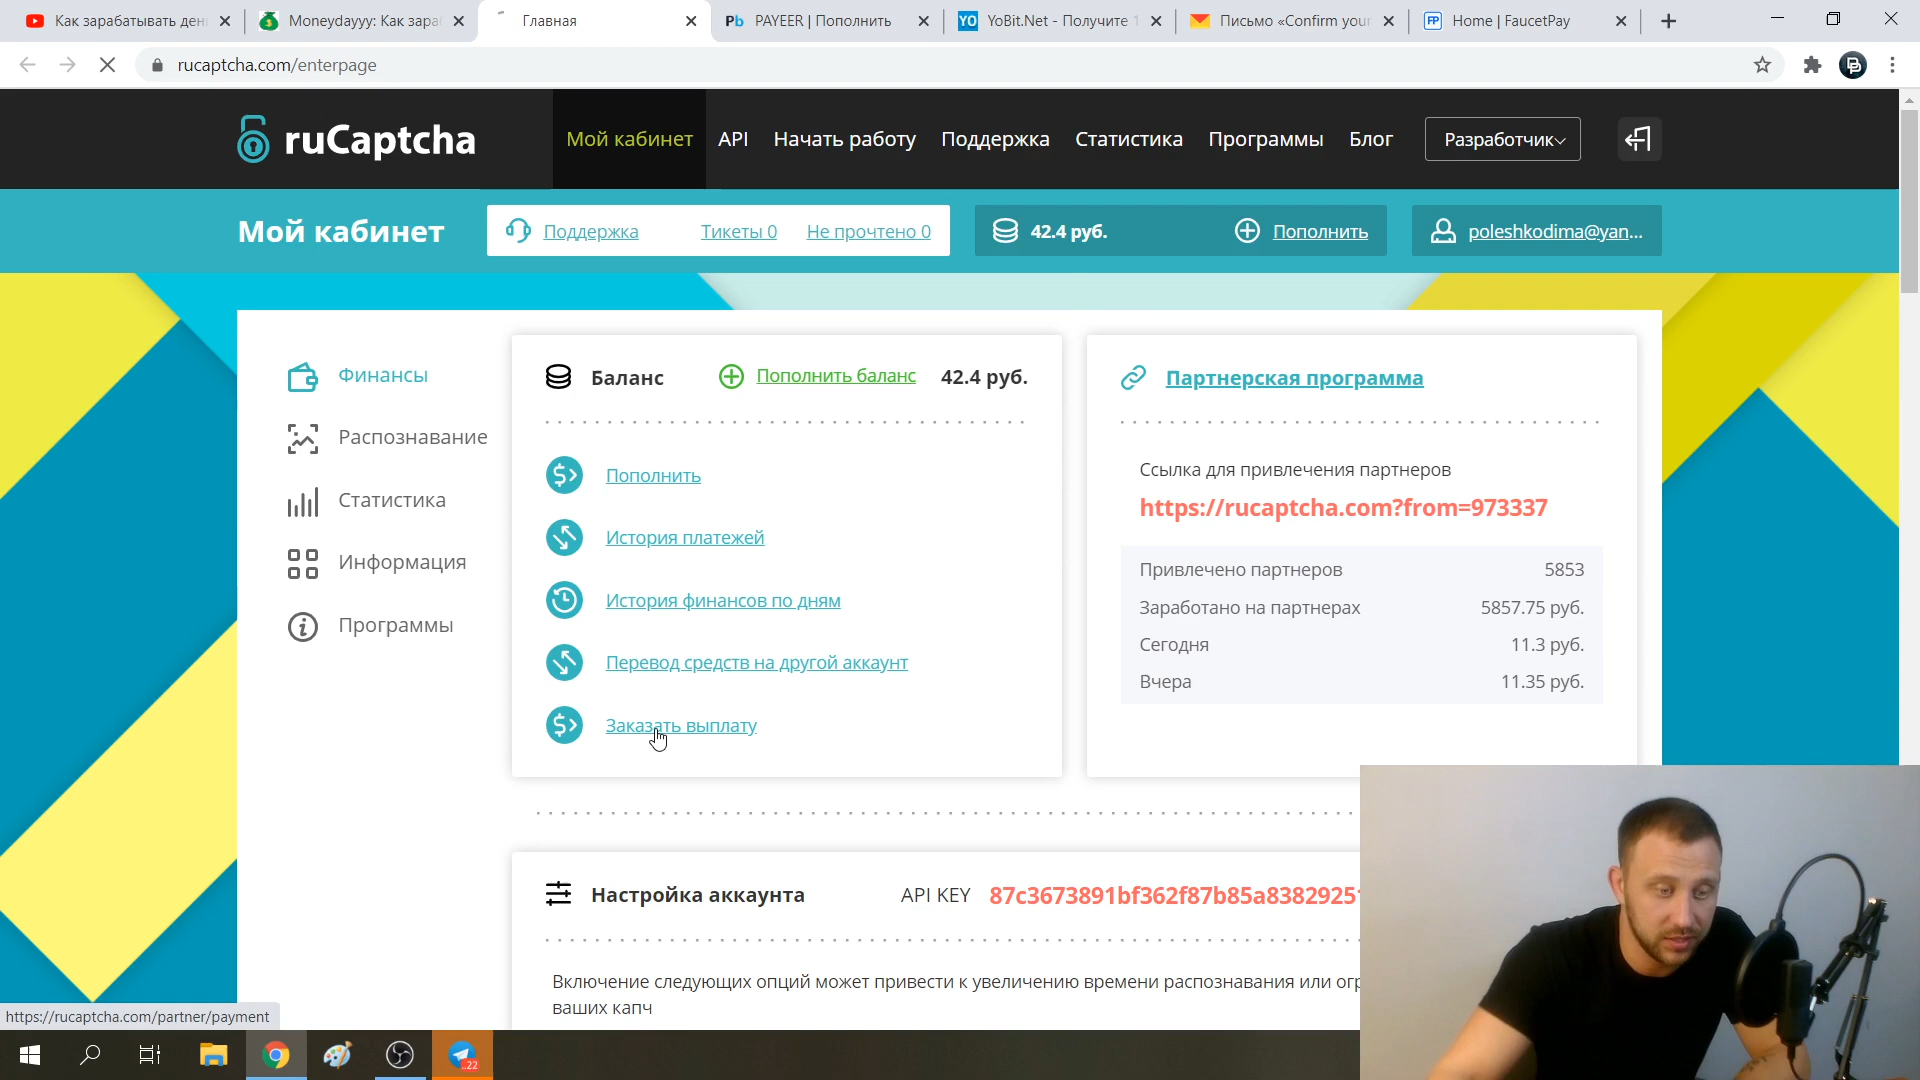 Как зарабатывать ден
Moneydayyy: Как зара
Главная
Pb PAYEER | Пополнить
YO YoBit.Net - Получите 1
Письмо «Confirm your
FP Home | FaucetPay
rucaptcha.com/enterpage
ruCaptcha
Мой кабинет
API
Начать работу
Поддержка
Статистика
Программы
Блог
Разработчик
Мой кабинет
Поддержка
Тикеты 0
Не прочтено 0
42.4 руб.
Пополнить
poleshkodima@yan...
Финансы
Распознавание
Статистика
Информация
Программы
Баланс
Пополнить баланс
42.4 руб.
Пополнить
История платежей
История финансов по дням
Перевод средств на другой аккаунт
Заказать выплату
Партнерская программа
Ссылка для привлечения партнеров
https://rucaptcha.com?from=973337
Привлечено партнеров 5853
Заработано на партнерах 5857.75 руб.
Сегодня 11.3 руб.
Вчера 11.35 руб.
Настройка аккаунта
API KEY 87c3673891bf362f87b85a83829251
Включение следующих опций может привести к увеличению времени распознавания или огр
ваших капч
https://rucaptcha.com/partner/payment
..22